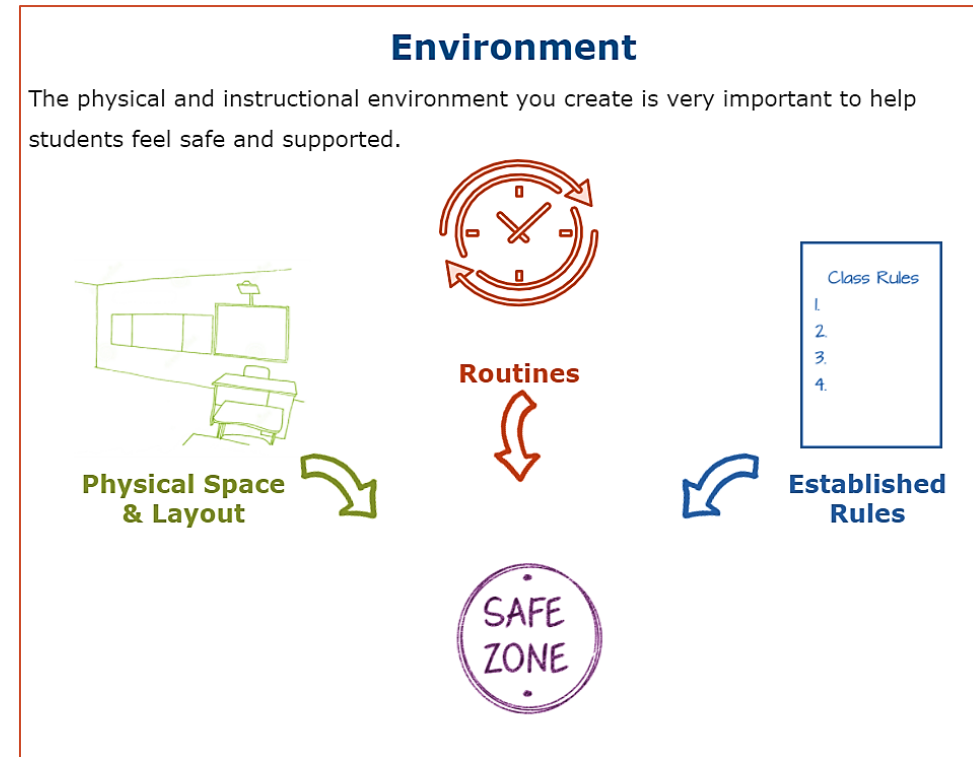 Environment
The physical and instructional environment you create is very important to help
students feel safe and supported.
Routines
Class Rules
1.
2.
3.
4.
Physical Space
& Layout
Established
Rules
SAFE
ZONE